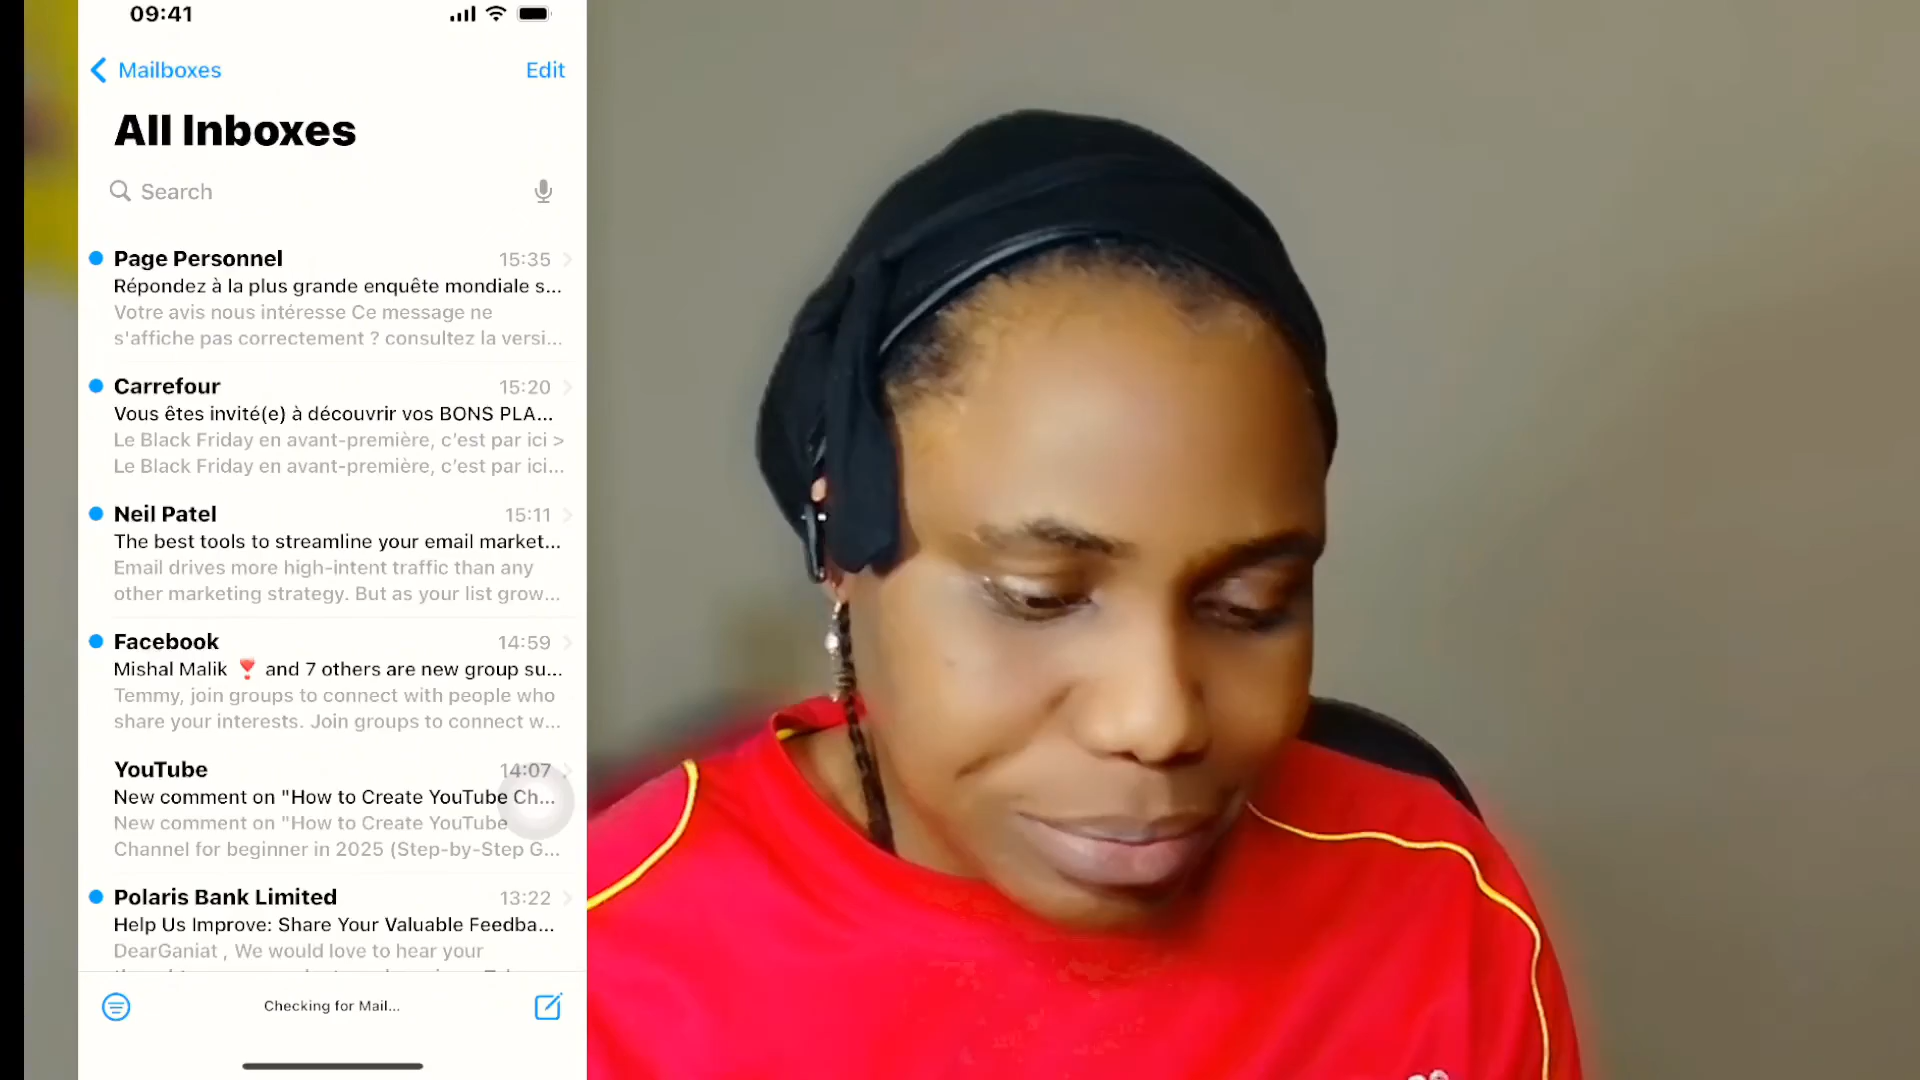 09:41
Mailboxes
Edit
All Inboxes
Search
Page Personnel 15:35
Répondez à la plus grande enquête mondiale s...
Votre avis nous intéresse Ce message ne
s'affiche pas correctement ? consultez la versi...
Carrefour 15:20
Vous êtes invité(e) à découvrir vos BONS PLA...
Le Black Friday en avant-première, c'est par ici >
Le Black Friday en avant-première, c'est par ici...
Neil Patel 15:11
The best tools to streamline your email market...
Email drives more high-intent traffic than any
other marketing strategy. But as your list grow...
Facebook 14:59
Mishal Malik ❣️ and 7 others are new group su...
Temmy, join groups to connect with people who
share your interests. Join groups to connect w...
YouTube 14:07
New comment on "How to Create YouTube Ch...
New comment on "How to Create YouTube
Channel for beginner in 2025 (Step-by-Step G...
Polaris Bank Limited 13:22
Help Us Improve: Share Your Valuable Feedba...
DearGaniat , We would love to hear your
Checking for Mail...